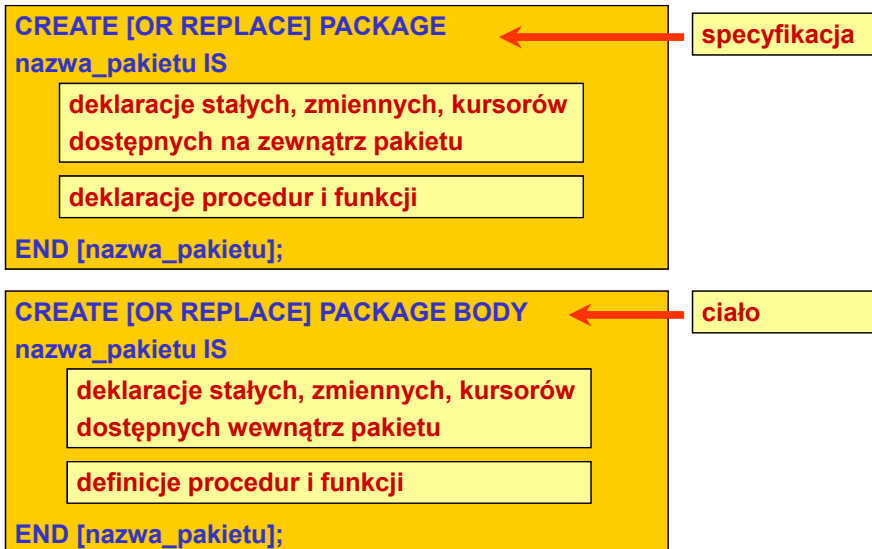 CREATE [OR REPLACE] PACKAGE
nazwa_pakietu IS
specyfikacja
deklaracje stałych, zmiennych, kursorów
dostępnych na zewnątrz pakietu
deklaracje procedur i funkcji
END [nazwa_pakietu];
CREATE [OR REPLACE] PACKAGE BODY
nazwa_pakietu IS
ciało
deklaracje stałych, zmiennych, kursorów
dostępnych wewnątrz pakietu
definicje procedur i funkcji
END [nazwa_pakietu];